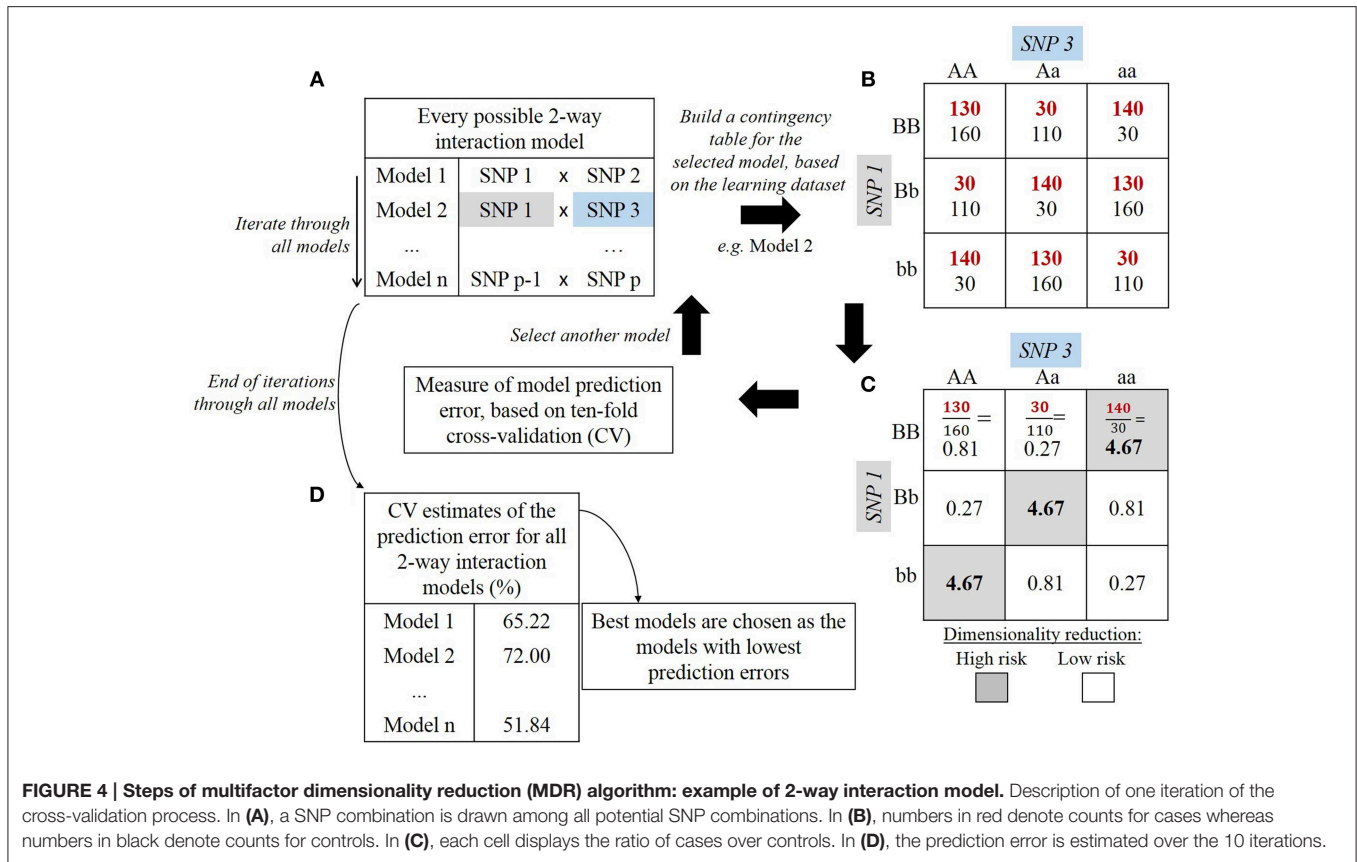 A
Every possible 2-way
interaction model
Model 1 SNP 1 x SNP 2
Model 2 SNP 1 x SNP 3
... ...
Model n SNP p-1 x SNP p
Iterate through
all models
Build a contingency
table for the
selected model, based
on the learning dataset
e.g. Model 2
B
SNP 3
AA Aa aa
SNP 1
BB
130 30 140
160 110 30
Bb
30 140 130
110 30 160
bb
140 130 30
30 160 110
Select another model
Measure of model prediction
error, based on ten-fold
cross-validation (CV)
End of iterations
through all models
C
SNP 3
AA Aa aa
SNP 1
BB
130 30 140
160 = 110 = 30 =
0.81 0.27 4.67
Bb 0.27 4.67 0.81
bb 4.67 0.81 0.27
Dimensionality reduction:
High risk Low risk
D
CV estimates of the
prediction error for all
2-way interaction
models (%)
Model 1 65.22
Model 2 72.00
...
Model n 51.84
Best models are chosen as the
models with lowest
prediction errors
FIGURE 4 | Steps of multifactor dimensionality reduction (MDR) algorithm: example of 2-way interaction model. Description of one iteration of the
cross-validation process. In (A), a SNP combination is drawn among all potential SNP combinations. In (B), numbers in red denote counts for cases whereas
numbers in black denote counts for controls. In (C), each cell displays the ratio of cases over controls. In (D), the prediction error is estimated over the 10 iterations.